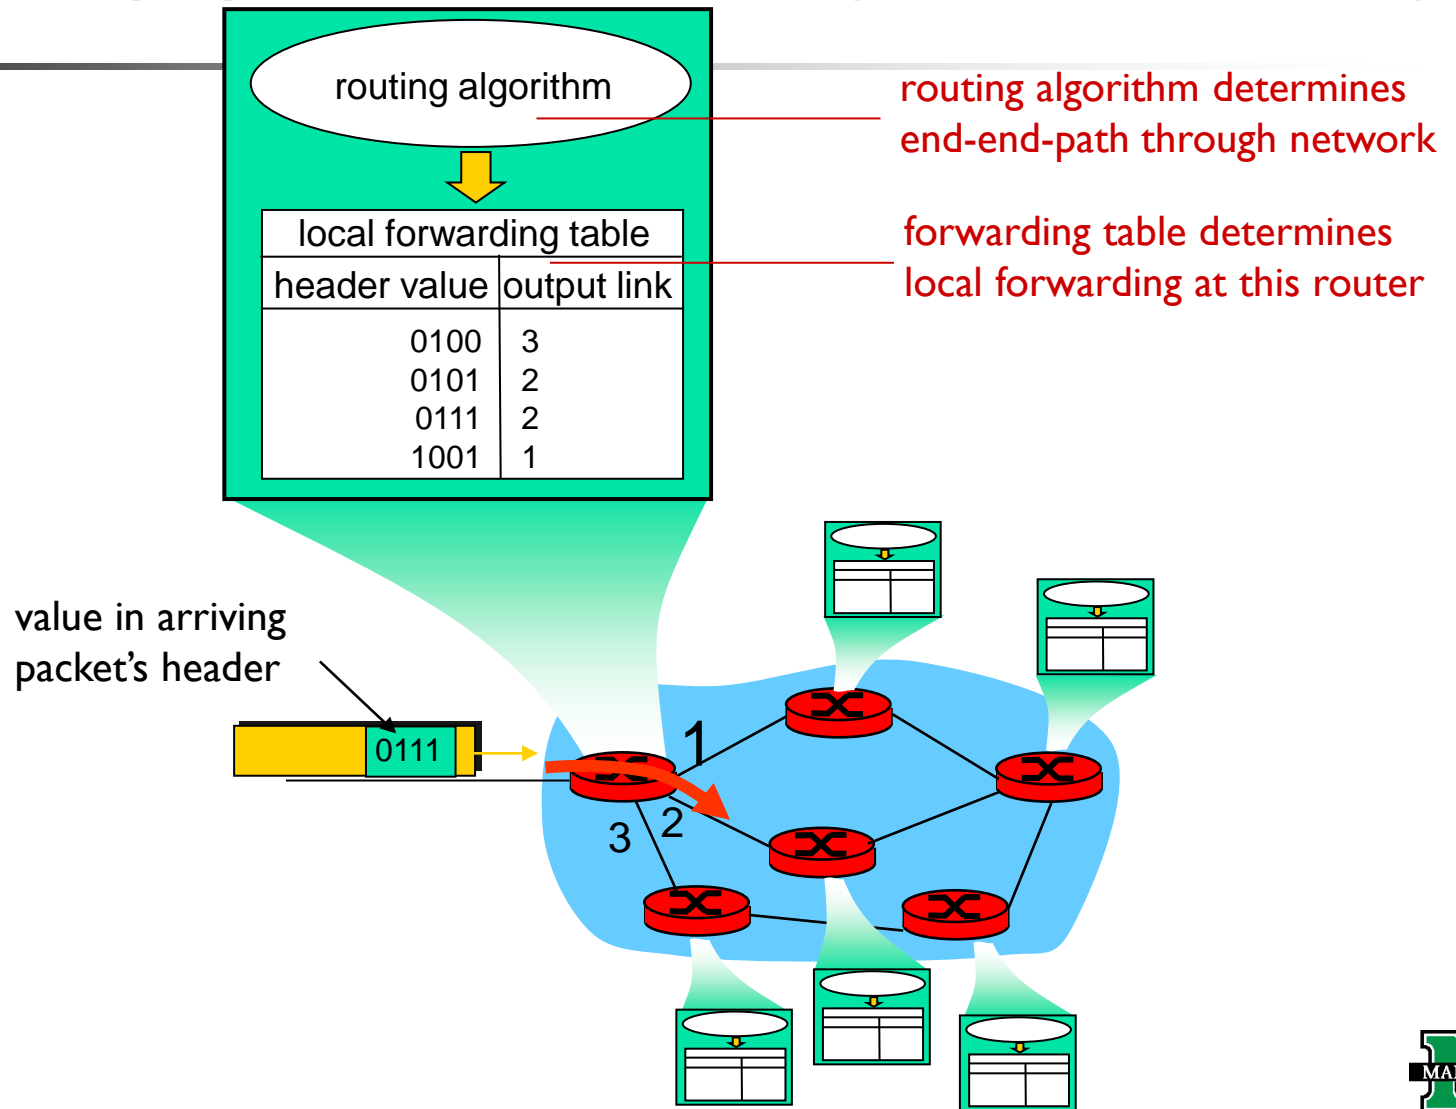 routing algorithm
routing algorithm determines
end-end-path through network
local forwarding table
header value output link
0100 3
0101 2
0111 2
1001 1
forwarding table determines
local forwarding at this router
value in arriving
packet’s header
0111
1
2
3